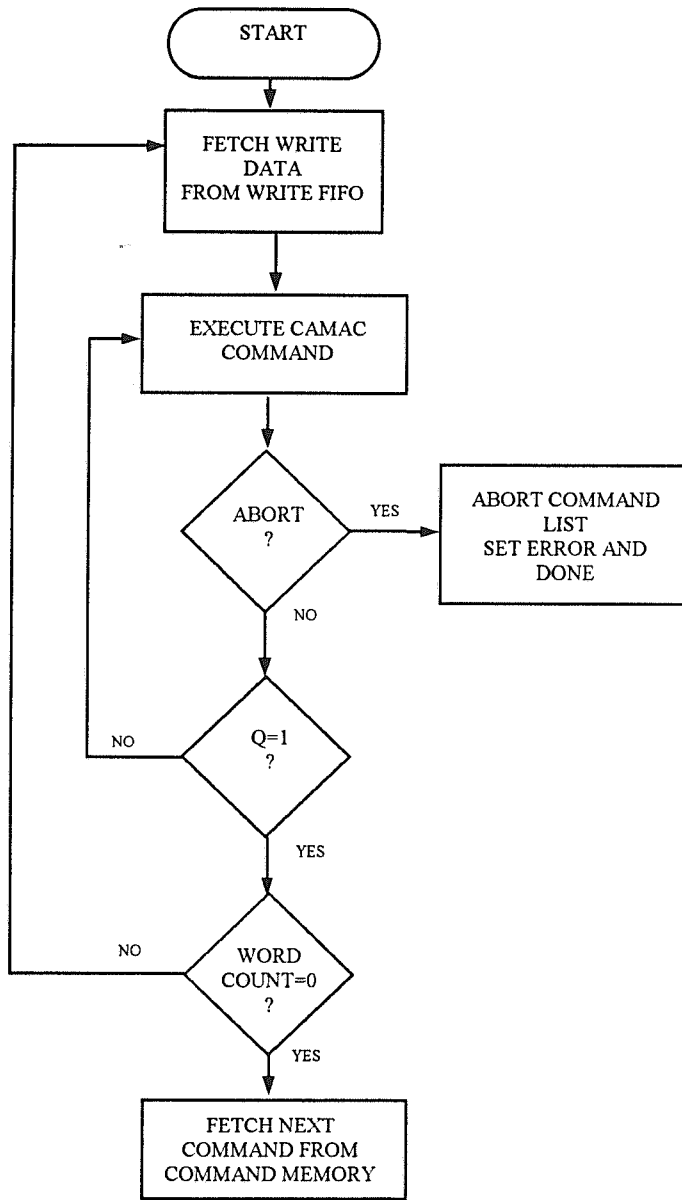 START
FETCH WRITE
DATA
FROM WRITE FIFO
EXECUTE CAMAC
COMMAND
ABORT
?
YES
ABORT COMMAND
LIST
SET ERROR AND
DONE
NO
Q=1
?
NO
YES
WORD
COUNT=0
?
NO
YES
FETCH NEXT
COMMAND FROM
COMMAND MEMORY